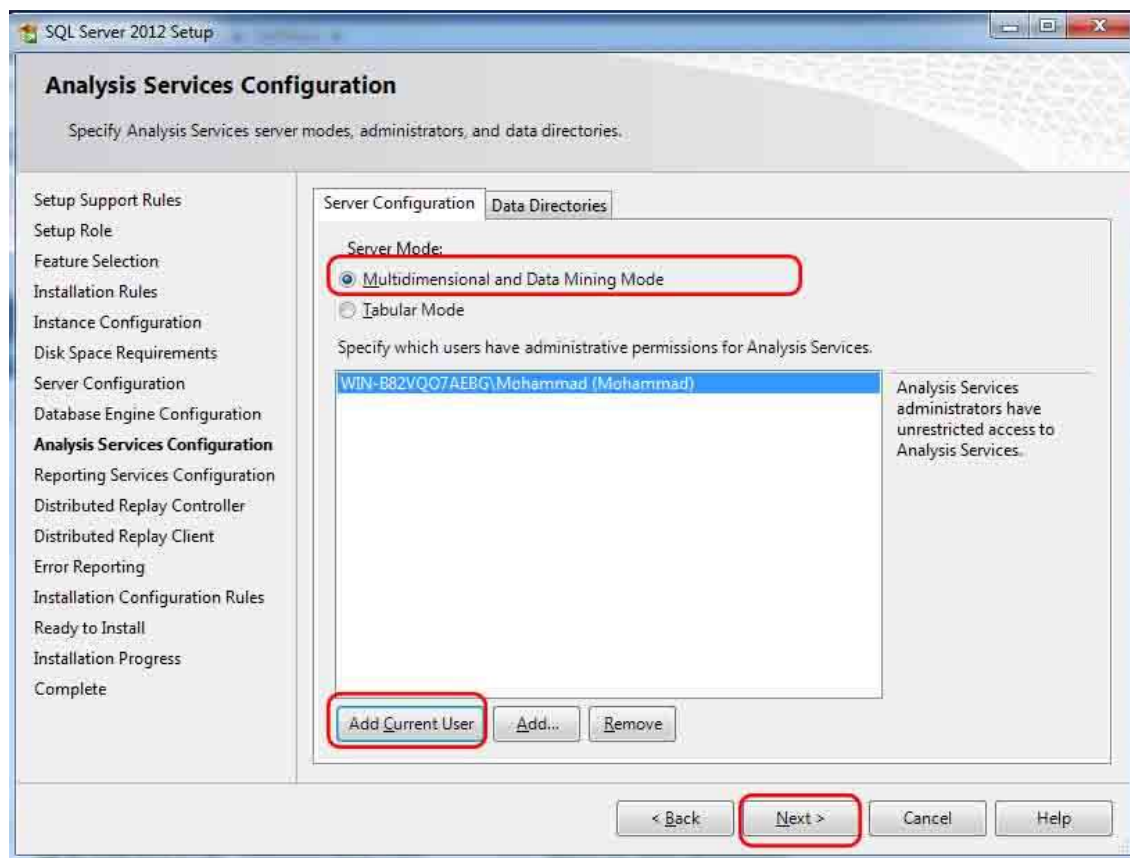 SQL Server 2012 Setup
Analysis Services Configuration
Specify Analysis Services server modes, administrators, and data directories.
Setup Support Rules
Setup Role
Feature Selection
Installation Rules
Instance Configuration
Disk Space Requirements
Server Configuration
Database Engine Configuration
Analysis Services Configuration
Reporting Services Configuration
Distributed Replay Controller
Distributed Replay Client
Error Reporting
Installation Configuration Rules
Ready to Install
Installation Progress
Complete
Server Configuration Data Directories
Server Mode:
Multidimensional and Data Mining Mode
Tabular Mode
Specify which users have administrative permissions for Analysis Services.
WIN-B82VQO7AEBG\Mohammad (Mohammad)
Analysis Services
administrators have
unrestricted access to
Analysis Services.
Add Current User Add... Remove
< Back Next > Cancel Help